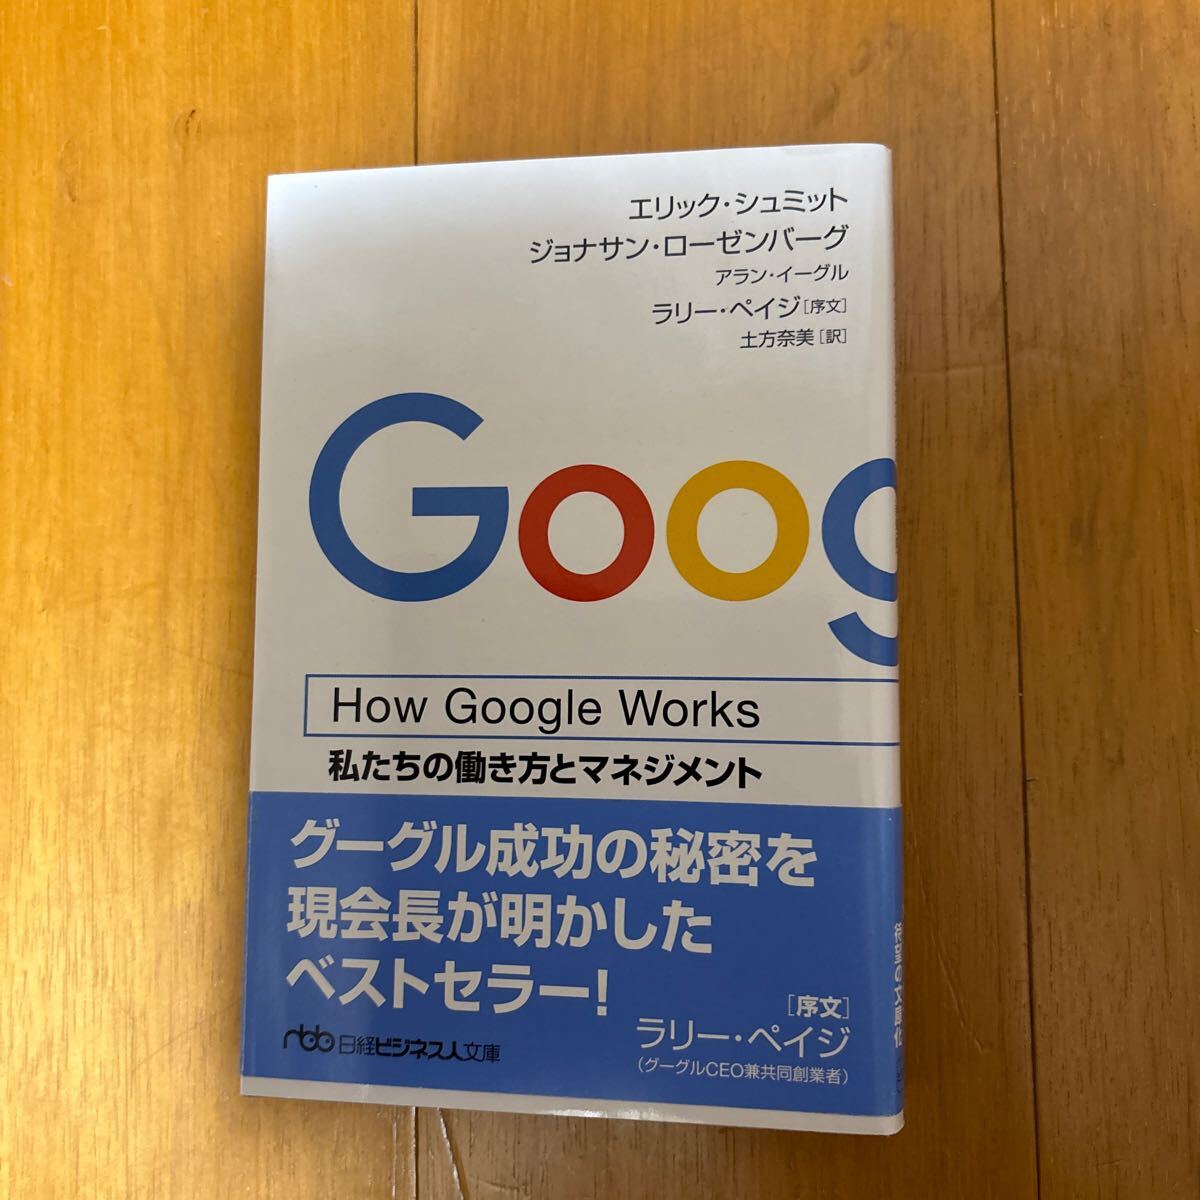 エリック・シュミット
ジョナサン・ローゼンバーグ
アラン・イーグル
ラリー・ペイジ[序文]
土方奈美[訳]
Goog
How Google Works
私たちの働き方とマネジメント
グーグル成功の秘密を
現会長が明かした
ベストセラー!
[序文]
ラリー・ペイジ
(グーグルCEO兼共同創業者)
nbb 日経ビジネス人文庫
待望の文庫化